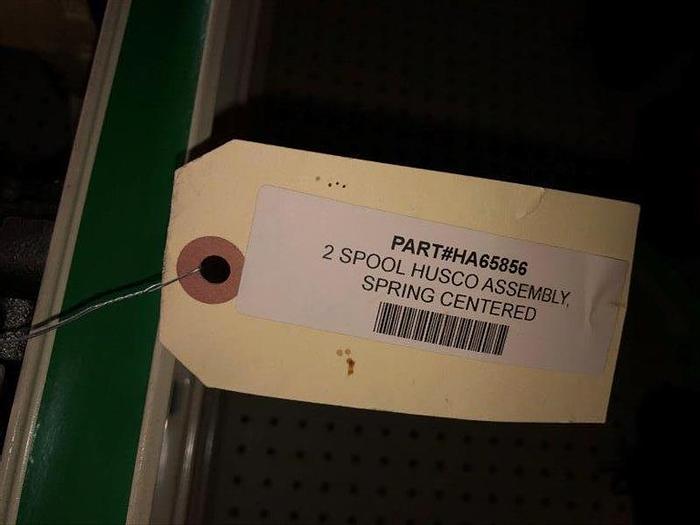 PART#HA65856
2 SPOOL HUSCO ASSEMBLY,
SPRING CENTERED